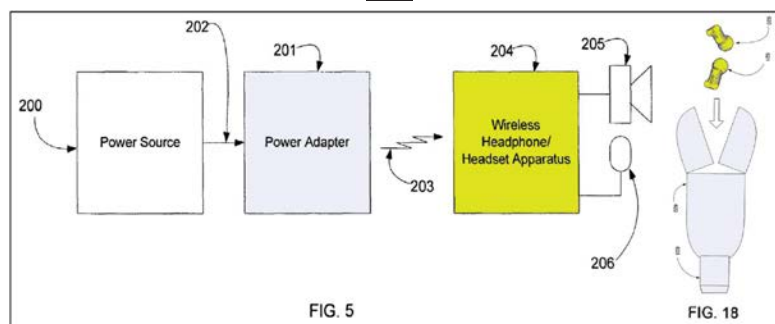 202
201
204
205
200
Power Source
Power Adapter
Wireless
Headphone/
Headset Apparatus
203
206
FIG. 5
FIG. 18